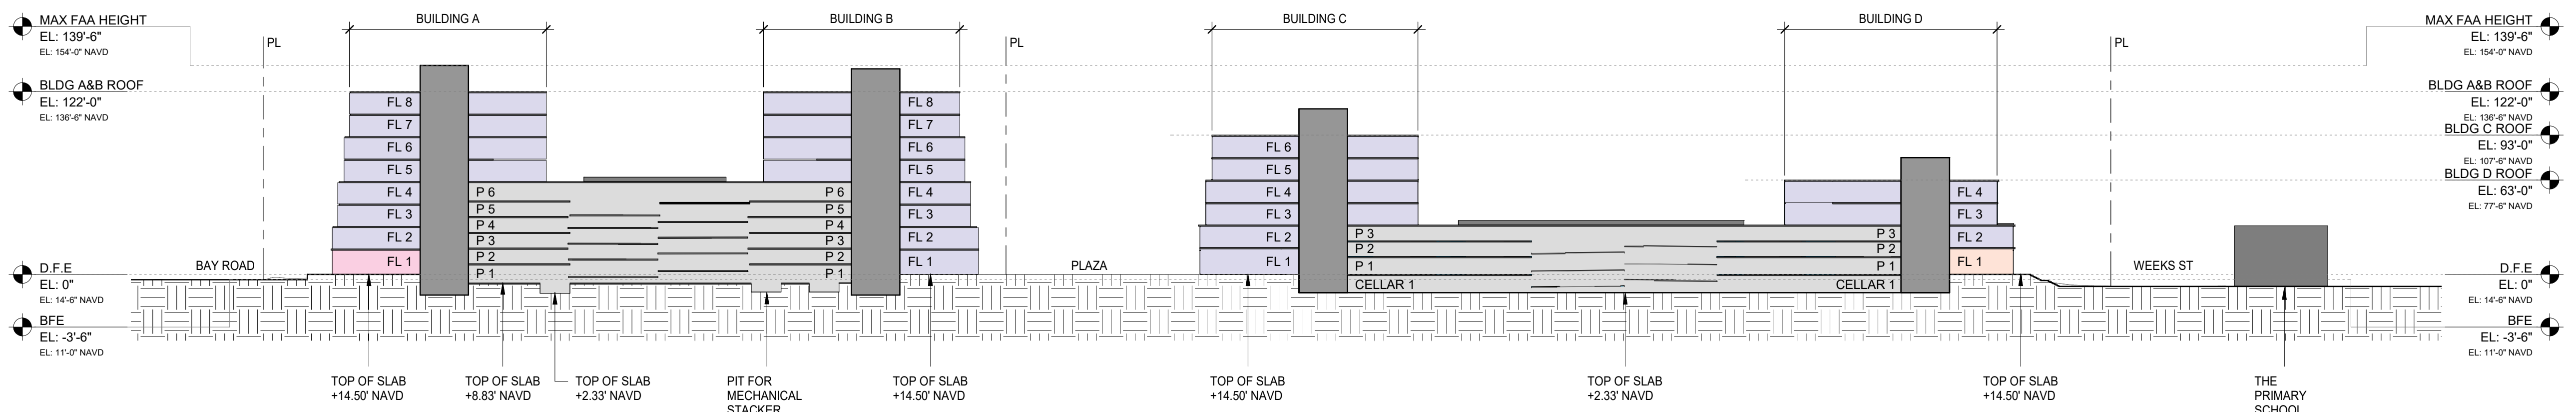 BUILDING A
BUILDING B
BUILDING C
BUILDING D
MAX FAA HEIGHT
EL: 139'-6"
EL: 154'-0" NAVD
BLDG A&B ROOF
EL: 122'-0"
EL: 136'-6" NAVD
D.F.E
EL: 0"
EL: 14'-6" NAVD
BFE
EL: -3'-6"
EL: 11'-0" NAVD
PL
BAY ROAD
FL 8
FL 7
FL 6
FL 5
FL 4
FL 3
FL 2
FL 1
P 6
P 5
P 4
P 3
P 2
P 1
P 6
P 5
P 4
P 3
P 2
P 1
FL 8
FL 7
FL 6
FL 5
FL 4
FL 3
FL 2
FL 1
PL
PLAZA
FL 6
FL 5
FL 4
FL 3
FL 2
FL 1
P 3
P 2
P 1
CELLAR 1
P 3
P 2
P 1
CELLAR 1
FL 4
FL 3
FL 2
FL 1
PL
WEEKS ST
MAX FAA HEIGHT
EL: 139'-6"
EL: 154'-0" NAVD
BLDG A&B ROOF
EL: 122'-0"
EL: 136'-6" NAVD
BLDG C ROOF
EL: 93'-0"
EL: 107'-6" NAVD
BLDG D ROOF
EL: 63'-0"
EL: 77'-6" NAVD
D.F.E
EL: 0"
EL: 14'-6" NAVD
BFE
EL: -3'-6"
EL: 11'-0" NAVD
TOP OF SLAB
+14.50' NAVD
TOP OF SLAB
+8.83' NAVD
TOP OF SLAB
+2.33' NAVD
PIT FOR
MECHANICAL
STACKER
TOP OF SLAB
+14.50' NAVD
TOP OF SLAB
+14.50' NAVD
TOP OF SLAB
+2.33' NAVD
TOP OF SLAB
+14.50' NAVD
THE
PRIMARY
SCHOOL